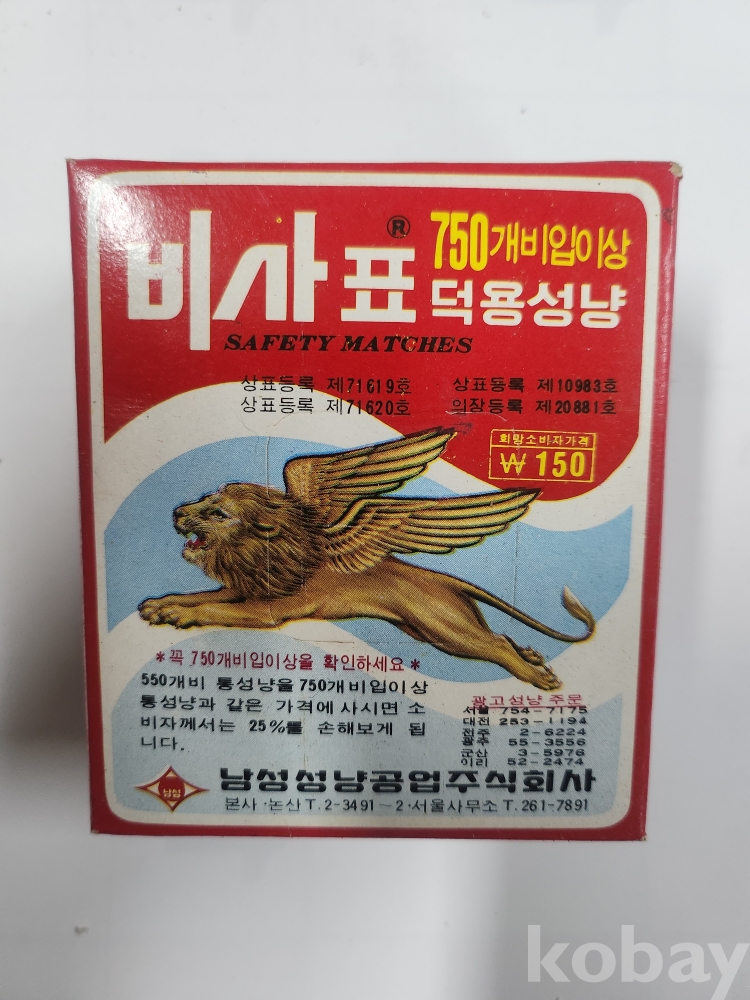 비사표®
750개비입이상
덕용성냥
SAFETY MATCHES
상표등록 제71619호 상표등록 제10983호
상표등록 제71620호 의장등록 제20881호
희망소비자가격
₩ 150
*꼭 750개비입이상을 확인하세요*
550개비 통성냥을 750개비입이상
통성냥과 같은 가격에 사시면 소
비자께서는 25%를 손해보게 됩
니다.
광고성냥 주문
서울 754-7175
대전 253-1194
전주 2-6224
광주 55-3556
군산 3-5976
이리 52-2474
남성
남성성냥공업주식회사
본사·논산 T. 2-3491~2·서울사무소 T. 261-7891
kobay